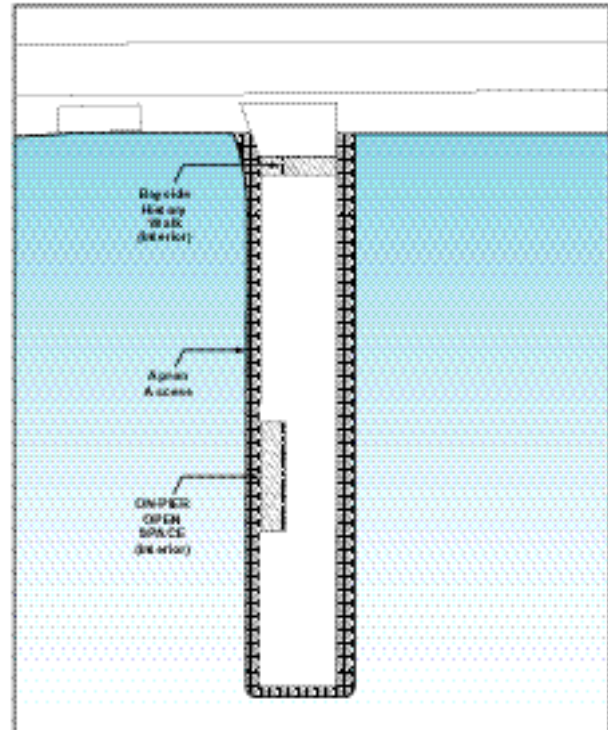 Bayside
History
Walk
(Interior)
Apron
Access
ON-PIER
OPEN
SPACE
(Interior)